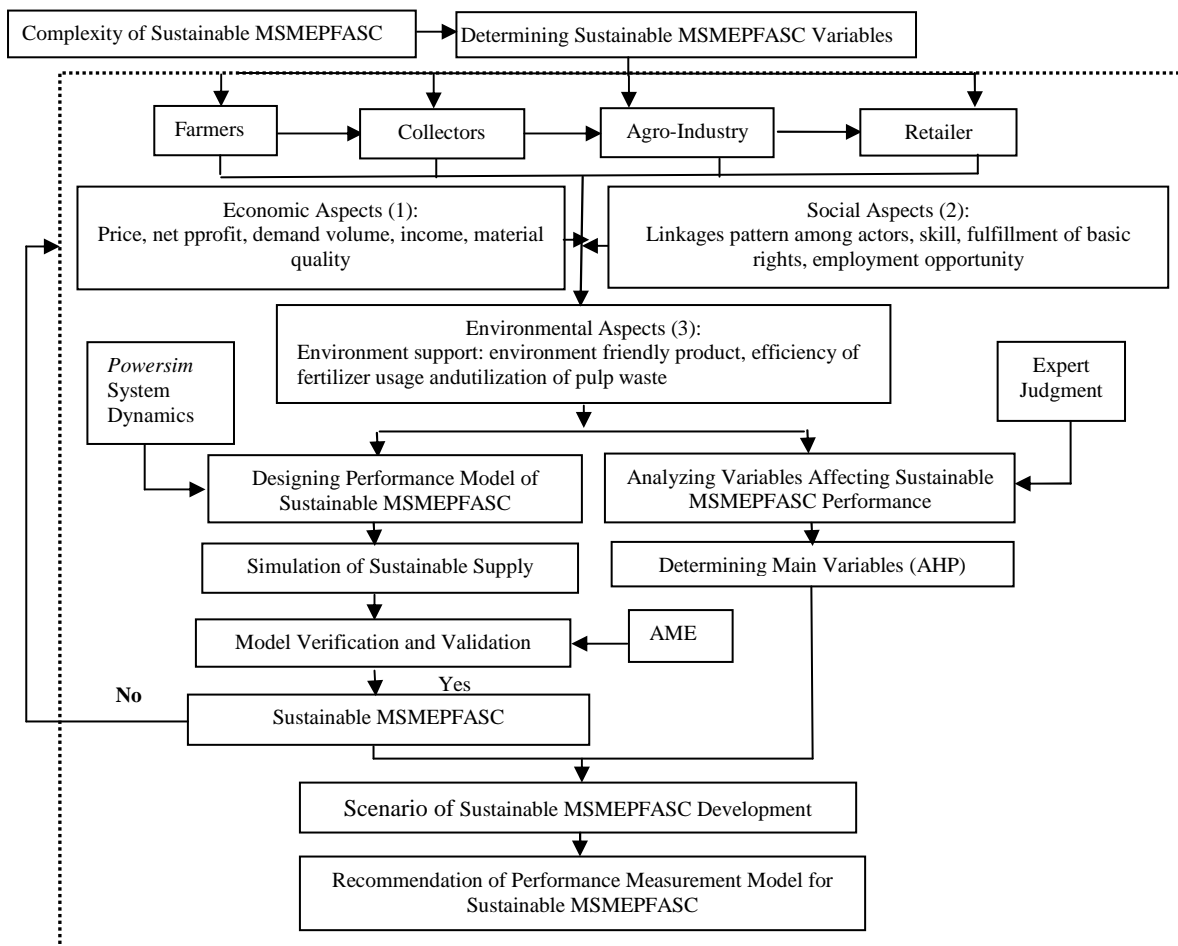 Complexity of Sustainable MSMEPFASC
Determining Sustainable MSMEPFASC Variables
Farmers
Collectors
Agro-Industry
Retailer
Economic Aspects (1):
Price, net pprofit, demand volume, income, material
quality
Social Aspects (2):
Linkages pattern among actors, skill, fulfillment of basic
rights, employment opportunity
Environmental Aspects (3):
Environment support: environment friendly product, efficiency of
fertilizer usage andutilization of pulp waste
Powersim
System
Dynamics
Expert
Judgment
Designing Performance Model of
Sustainable MSMEPFASC
Analyzing Variables Affecting Sustainable
MSMEPFASC Performance
Simulation of Sustainable Supply
Determining Main Variables (AHP)
Model Verification and Validation
AME
No
Yes
Sustainable MSMEPFASC
Scenario of Sustainable MSMEPFASC Development
Recommendation of Performance Measurement Model for
Sustainable MSMEPFASC